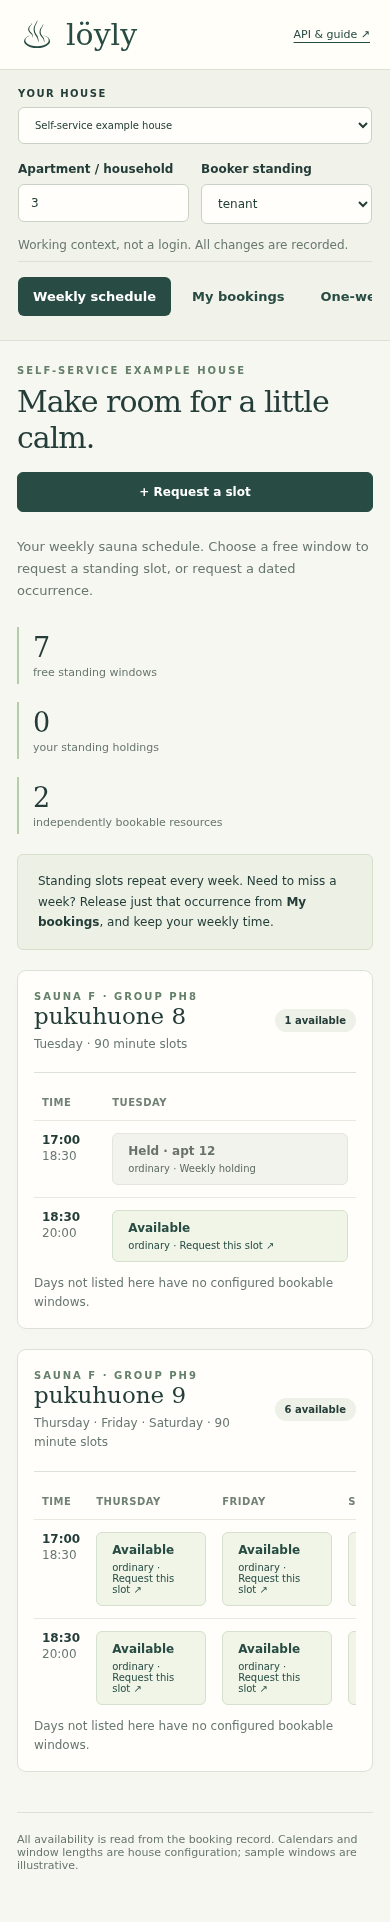 löyly
API & guide ↗
YOUR HOUSE
Self-service example house
Apartment / household
Booker standing
3
tenant
Working context, not a login. All changes are recorded.
Weekly schedule
My bookings
One-we
SELF-SERVICE EXAMPLE HOUSE
Make room for a little
calm.
+ Request a slot
Your weekly sauna schedule. Choose a free window to
request a standing slot, or request a dated
occurrence.
7
free standing windows
0
your standing holdings
2
independently bookable resources
Standing slots repeat every week. Need to miss a
week? Release just that occurrence from My
bookings, and keep your weekly time.
SAUNA F · GROUP PH8
pukuhuone 8
1 available
Tuesday · 90 minute slots
TIME
TUESDAY
17:00
18:30
Held · apt 12
ordinary · Weekly holding
18:30
20:00
Available
ordinary · Request this slot ↗
Days not listed here have no configured bookable
windows.
SAUNA F · GROUP PH9
pukuhuone 9
6 available
Thursday · Friday · Saturday · 90
minute slots
TIME
THURSDAY
FRIDAY
S
17:00
18:30
Available
ordinary ·
Request this
slot ↗
Available
ordinary ·
Request this
slot ↗
18:30
20:00
Available
ordinary ·
Request this
slot ↗
Available
ordinary ·
Request this
slot ↗
Days not listed here have no configured bookable
windows.
All availability is read from the booking record. Calendars and
window lengths are house configuration; sample windows are
illustrative.